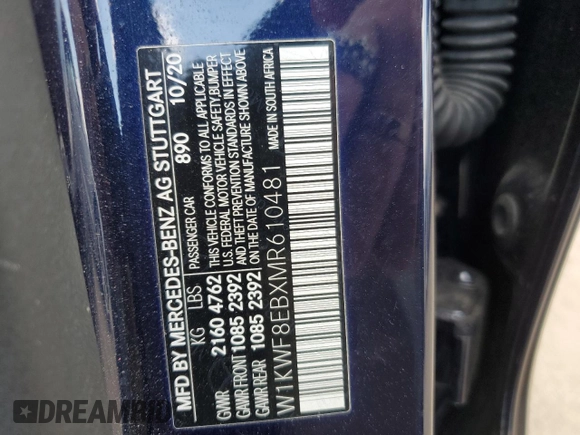 MFD BY MERCEDES-BENZ AG STUTTGART
890 10/20
KG LBS PASSENGER CAR
GVWR 2160 4762
GAWR FRONT 1085 2392
GAWR REAR 1085 2392
THIS VEHICLE CONFORMS TO ALL APPLICABLE
U.S. FEDERAL MOTOR VEHICLE SAFETY, BUMPER
AND THEFT PREVENTION STANDARDS IN EFFECT
ON THE DATE OF MANUFACTURE SHOWN ABOVE
W1KWF8EBXMR610481 MADE IN SOUTH AFRICA